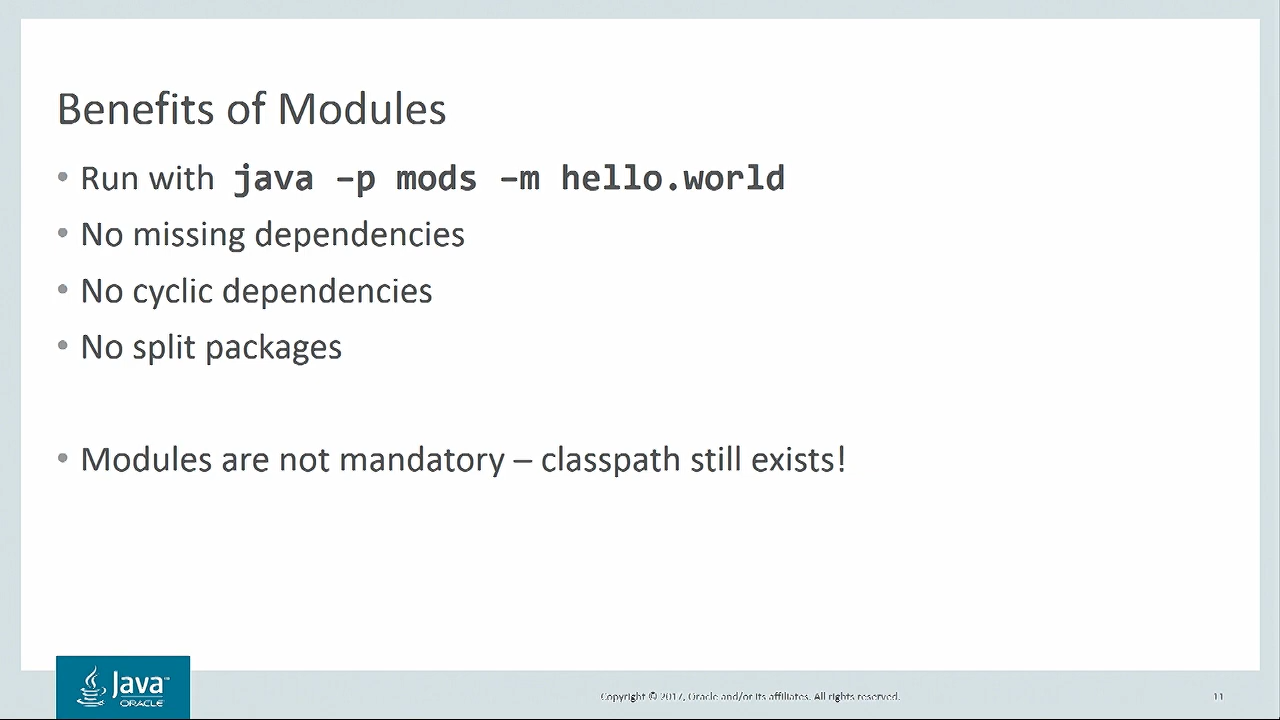 Benefits of Modules
• Run with java –p mods –m hello.world
• No missing dependencies
• No cyclic dependencies
• No split packages
• Modules are not mandatory – classpath still exists!
Java™
ORACLE
Copyright © 2017, Oracle and/or its affiliates. All rights reserved.
11